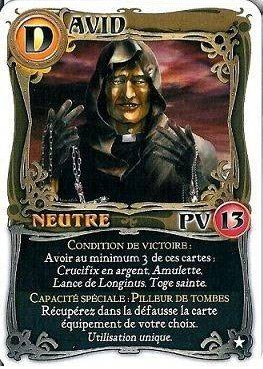 DAVID
NEUTRE
PV 13
CONDITION DE VICTOIRE :
Avoir au minimum 3 de ces cartes :
Crucifix en argent, Amulette,
Lance de Longinus, Toge sainte.
CAPACITÉ SPÉCIALE : PILLEUR DE TOMBES
Récupérez dans la défausse la carte
équipement de votre choix.
Utilisation unique.